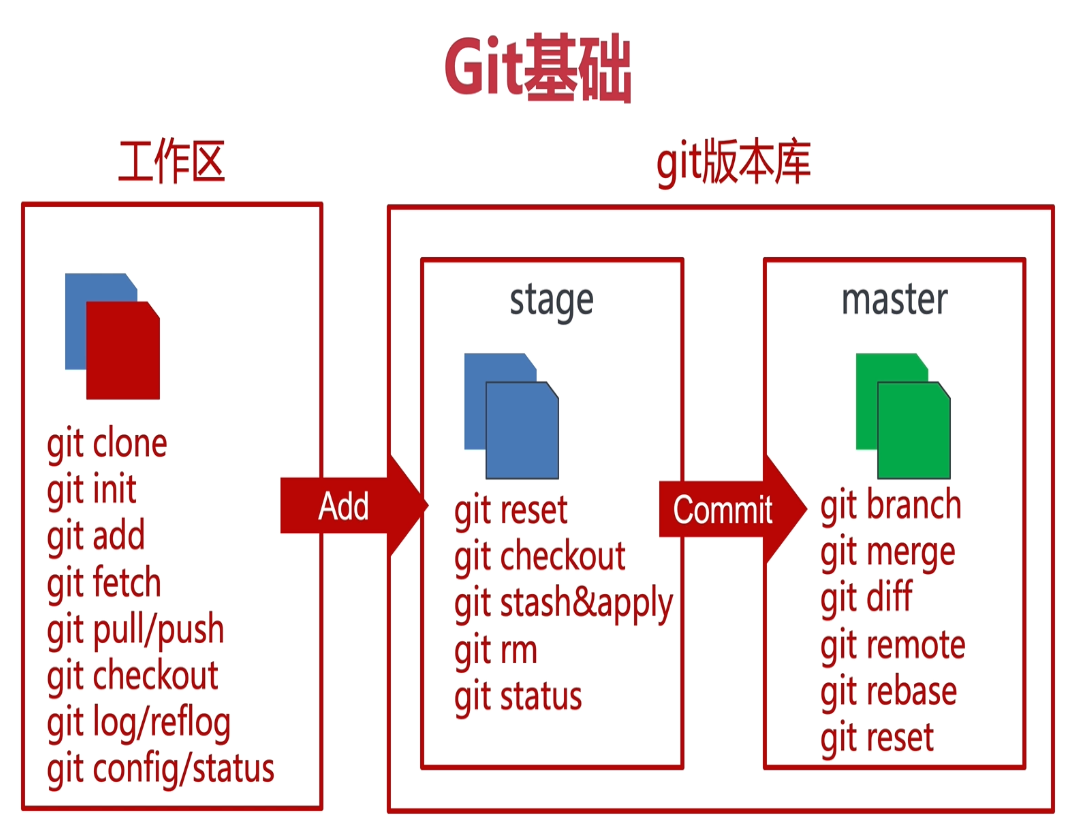 Git基础
工作区
git版本库
git clone
git init
git add
git fetch
git pull/push
git checkout
git log/reflog
git config/status
Add
stage
git reset
git checkout
git stash&apply
git rm
git status
Commit
master
git branch
git merge
git diff
git remote
git rebase
git reset